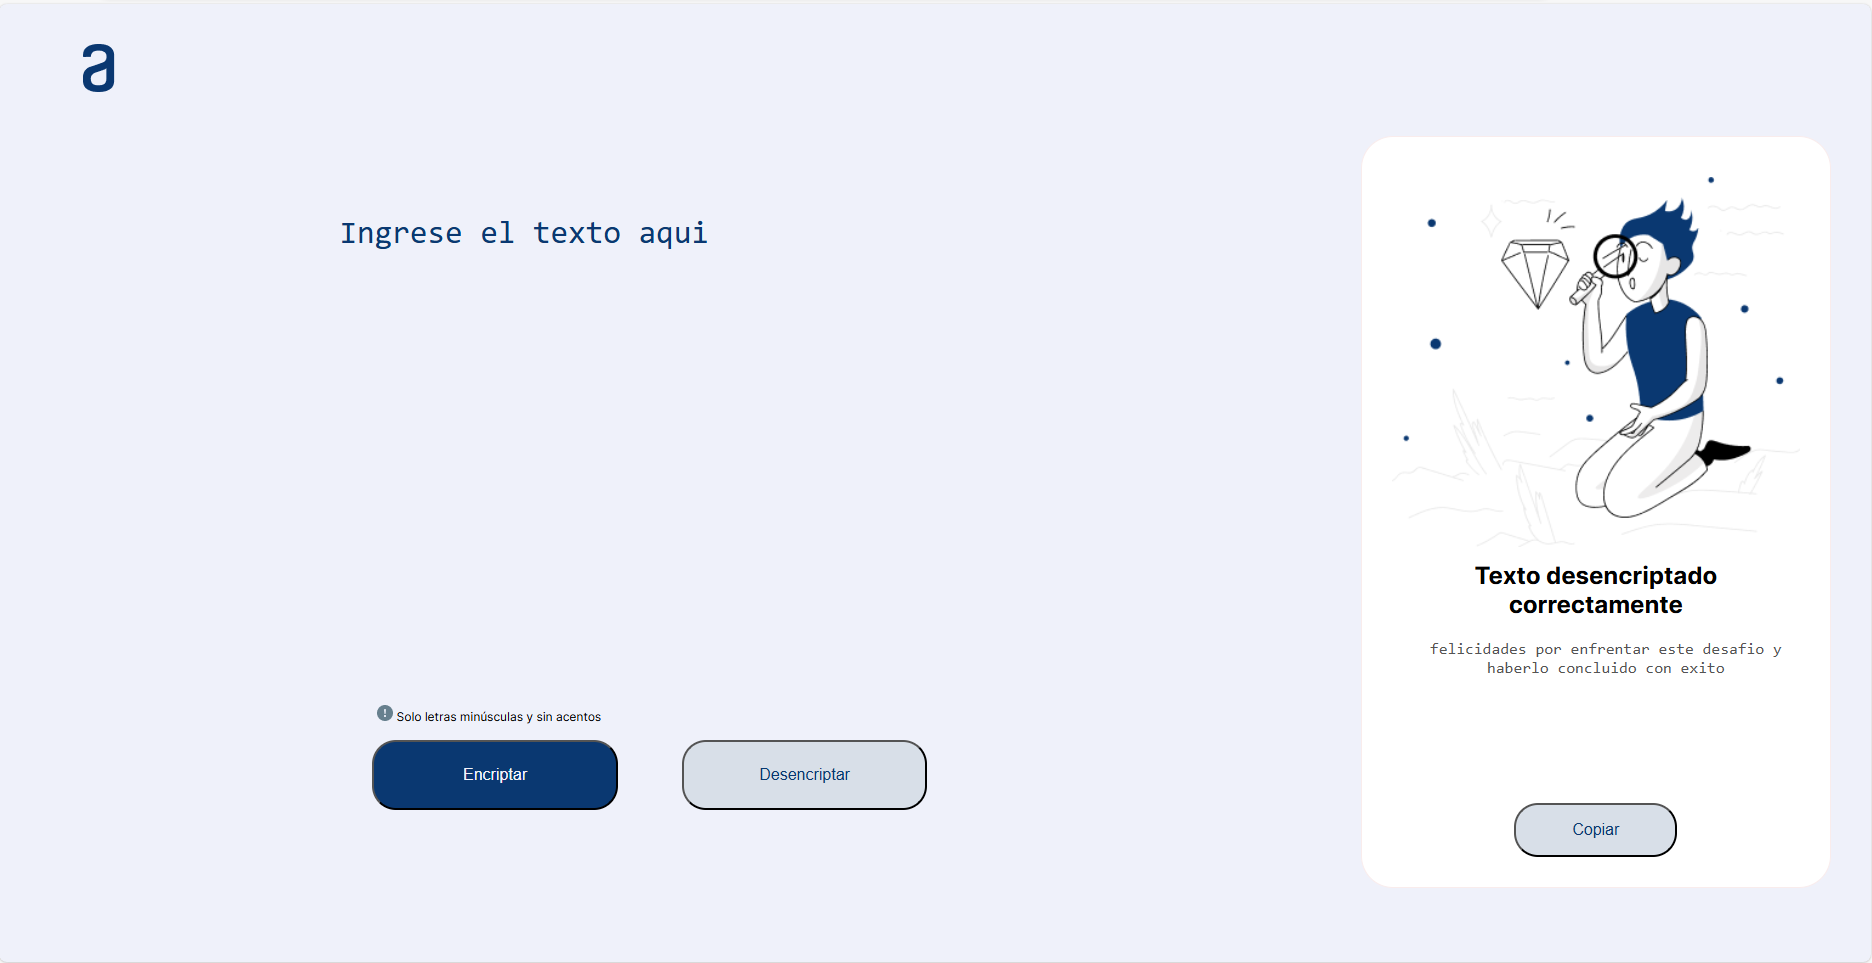 a
Ingrese el texto aqui
Solo letras minúsculas y sin acentos
Encriptar
Desencriptar
Texto desencriptado
correctamente
felicidades por enfrentar este desafio y
haberlo concluido con exito
Copiar